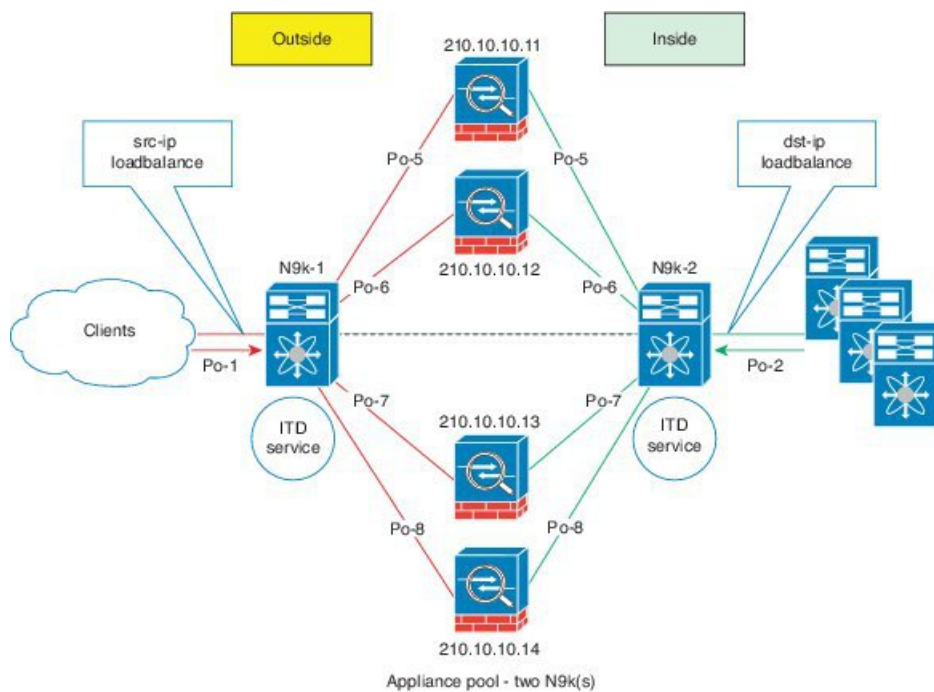 Outside
210.10.10.11
Inside
src-ip
loadbalance
Po-5
Po-5
dst-ip
loadbalance
N9k-1
Po-6
210.10.10.12
Po-6
N9k-2
Clients
Po-1
Po-2
Po-7
210.10.10.13
Po-7
ITD
service
ITD
service
Po-8
Po-8
210.10.10.14
Appliance pool - two N9k(s)